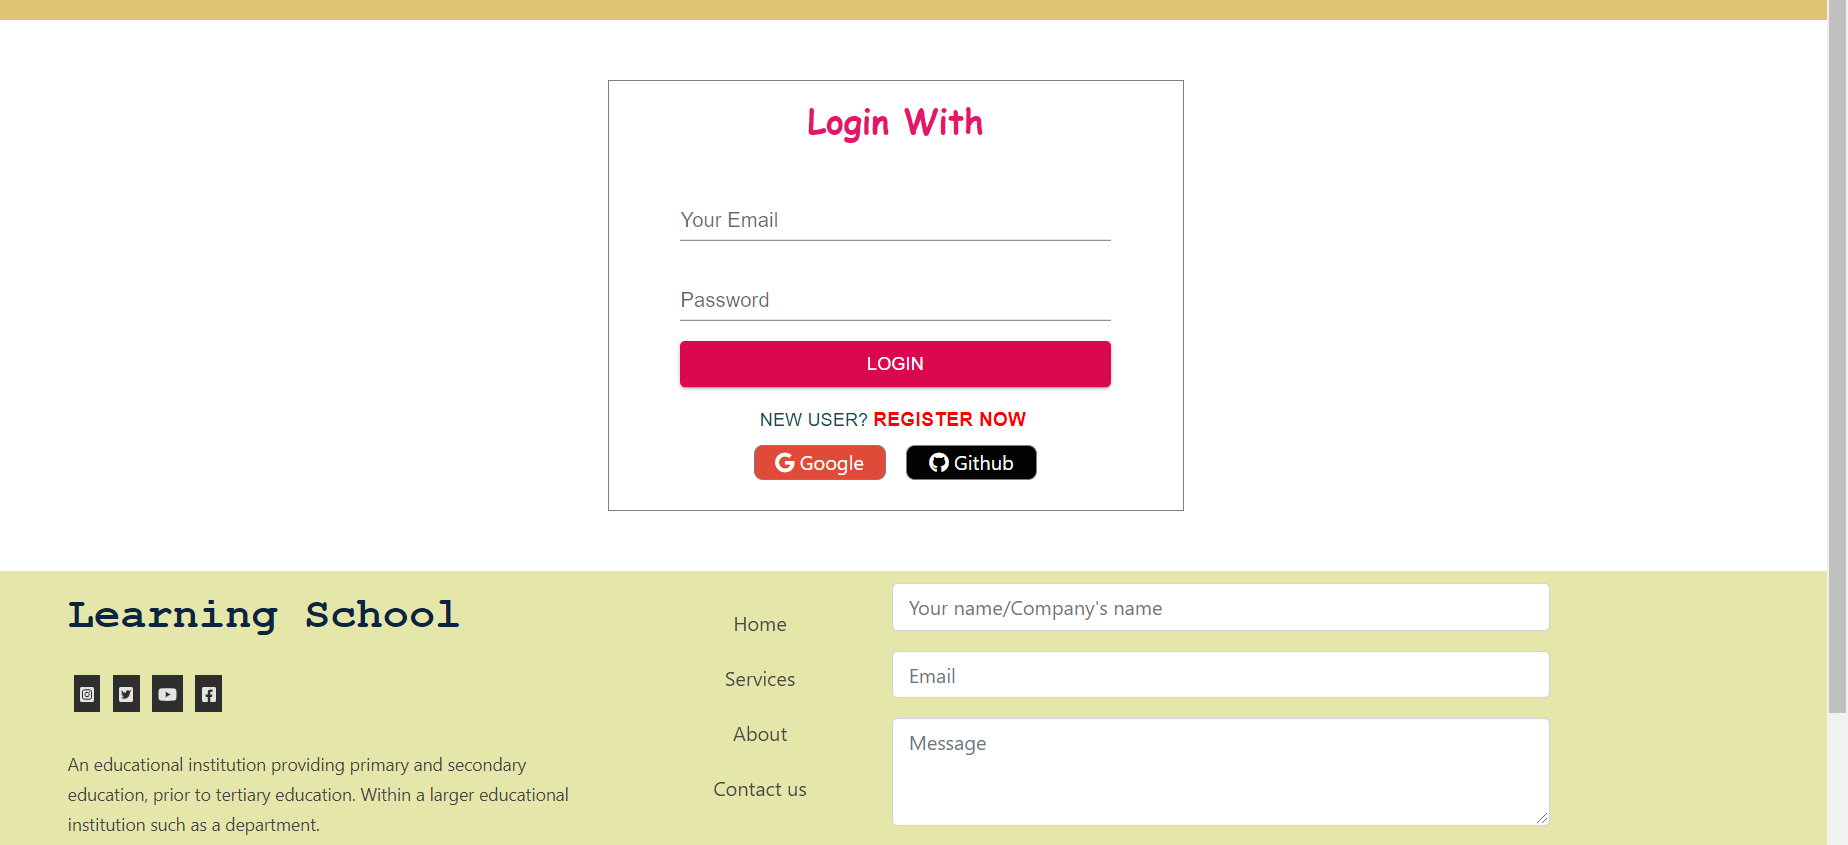 Login With
Your Email
Password
LOGIN
NEW USER? REGISTER NOW
Google
Github
Learning School
An educational institution providing primary and secondary
education, prior to tertiary education. Within a larger educational
institution such as a department.
Home
Services
About
Contact us
Your name/Company's name
Email
Message